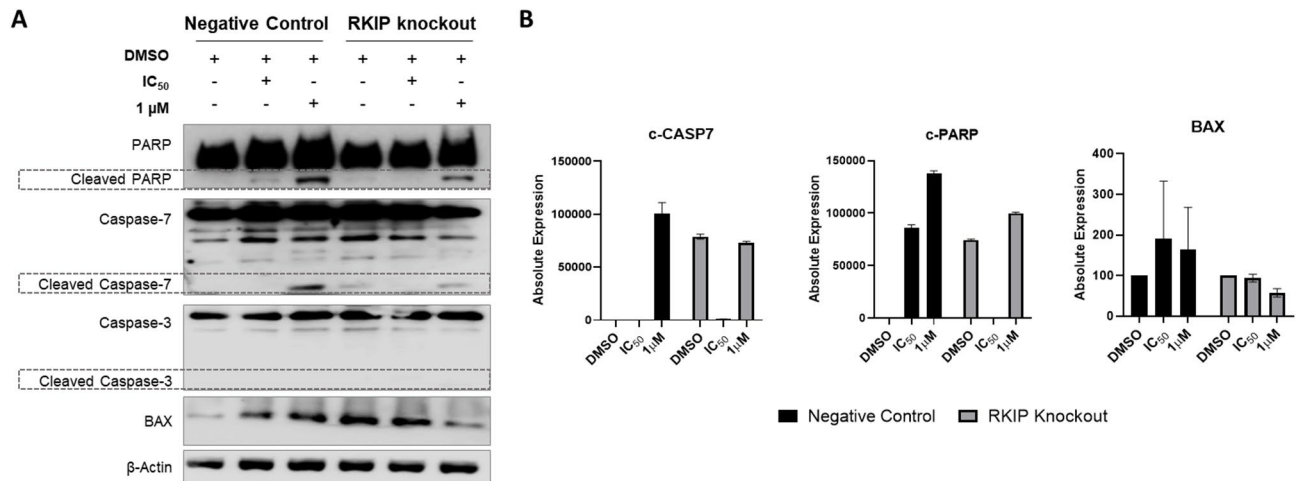 A
Negative Control RKIP knockout
DMSO + + + + + +
IC₅₀ - + - - + -
1 µM - - + - - +
PARP
Cleaved PARP
Caspase-7
Cleaved Caspase-7
Caspase-3
Cleaved Caspase-3
BAX
β-Actin
B
c-CASP7
Absolute Expression
150000
100000
50000
0
DMSO IC₅₀ 1µM DMSO IC₅₀ 1µM
c-PARP
Absolute Expression
150000
100000
50000
0
DMSO IC₅₀ 1µM DMSO IC₅₀ 1µM
BAX
Absolute Expression
400
300
200
100
0
DMSO IC₅₀ 1µM DMSO IC₅₀ 1µM
Negative Control RKIP Knockout